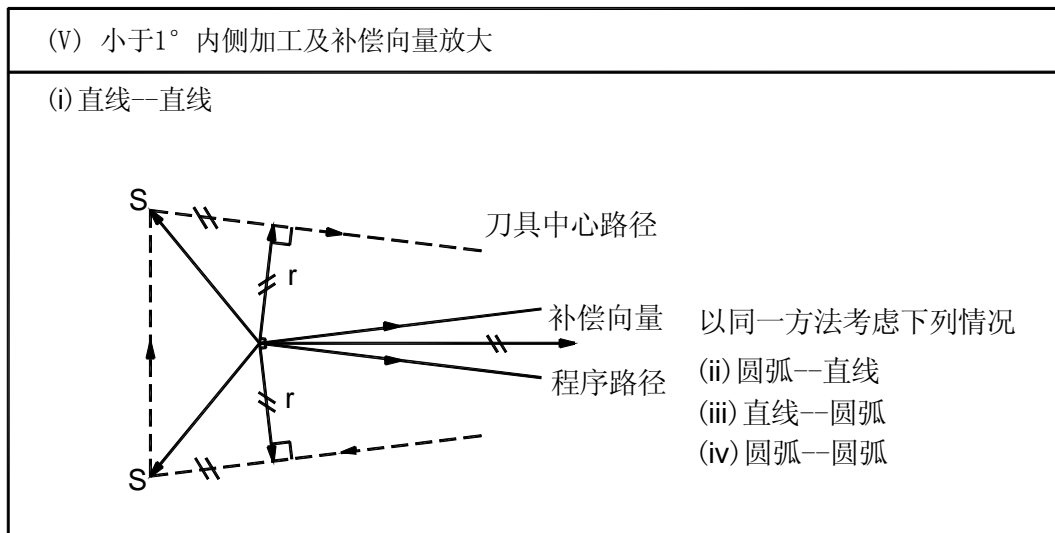 (V) 小于1° 内侧加工及补偿向量放大
(i)直线--直线
S
刀具中心路径
r
补偿向量
以同一方法考虑下列情况
(ii)圆弧--直线
程序路径
r
(iii)直线--圆弧
(iv)圆弧--圆弧
S